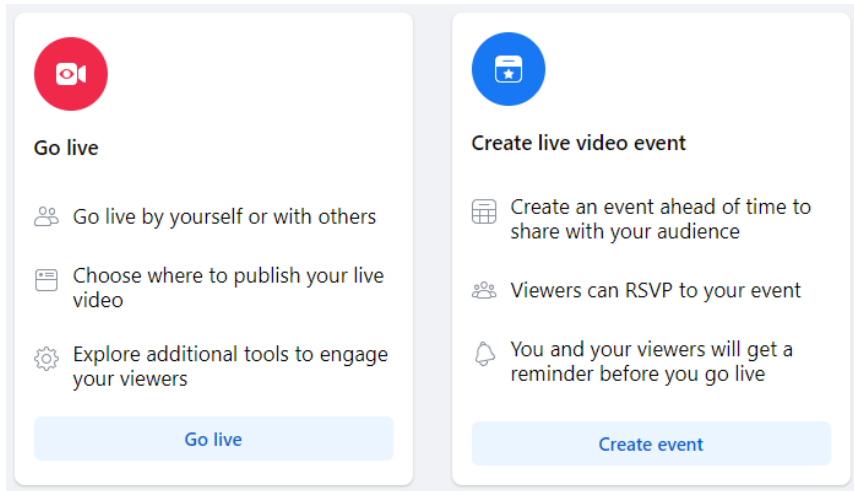 Go live
Go live by yourself or with others
Choose where to publish your live
video
Explore additional tools to engage
your viewers
Go live
Create live video event
Create an event ahead of time to
share with your audience
Viewers can RSVP to your event
You and your viewers will get a
reminder before you go live
Create event